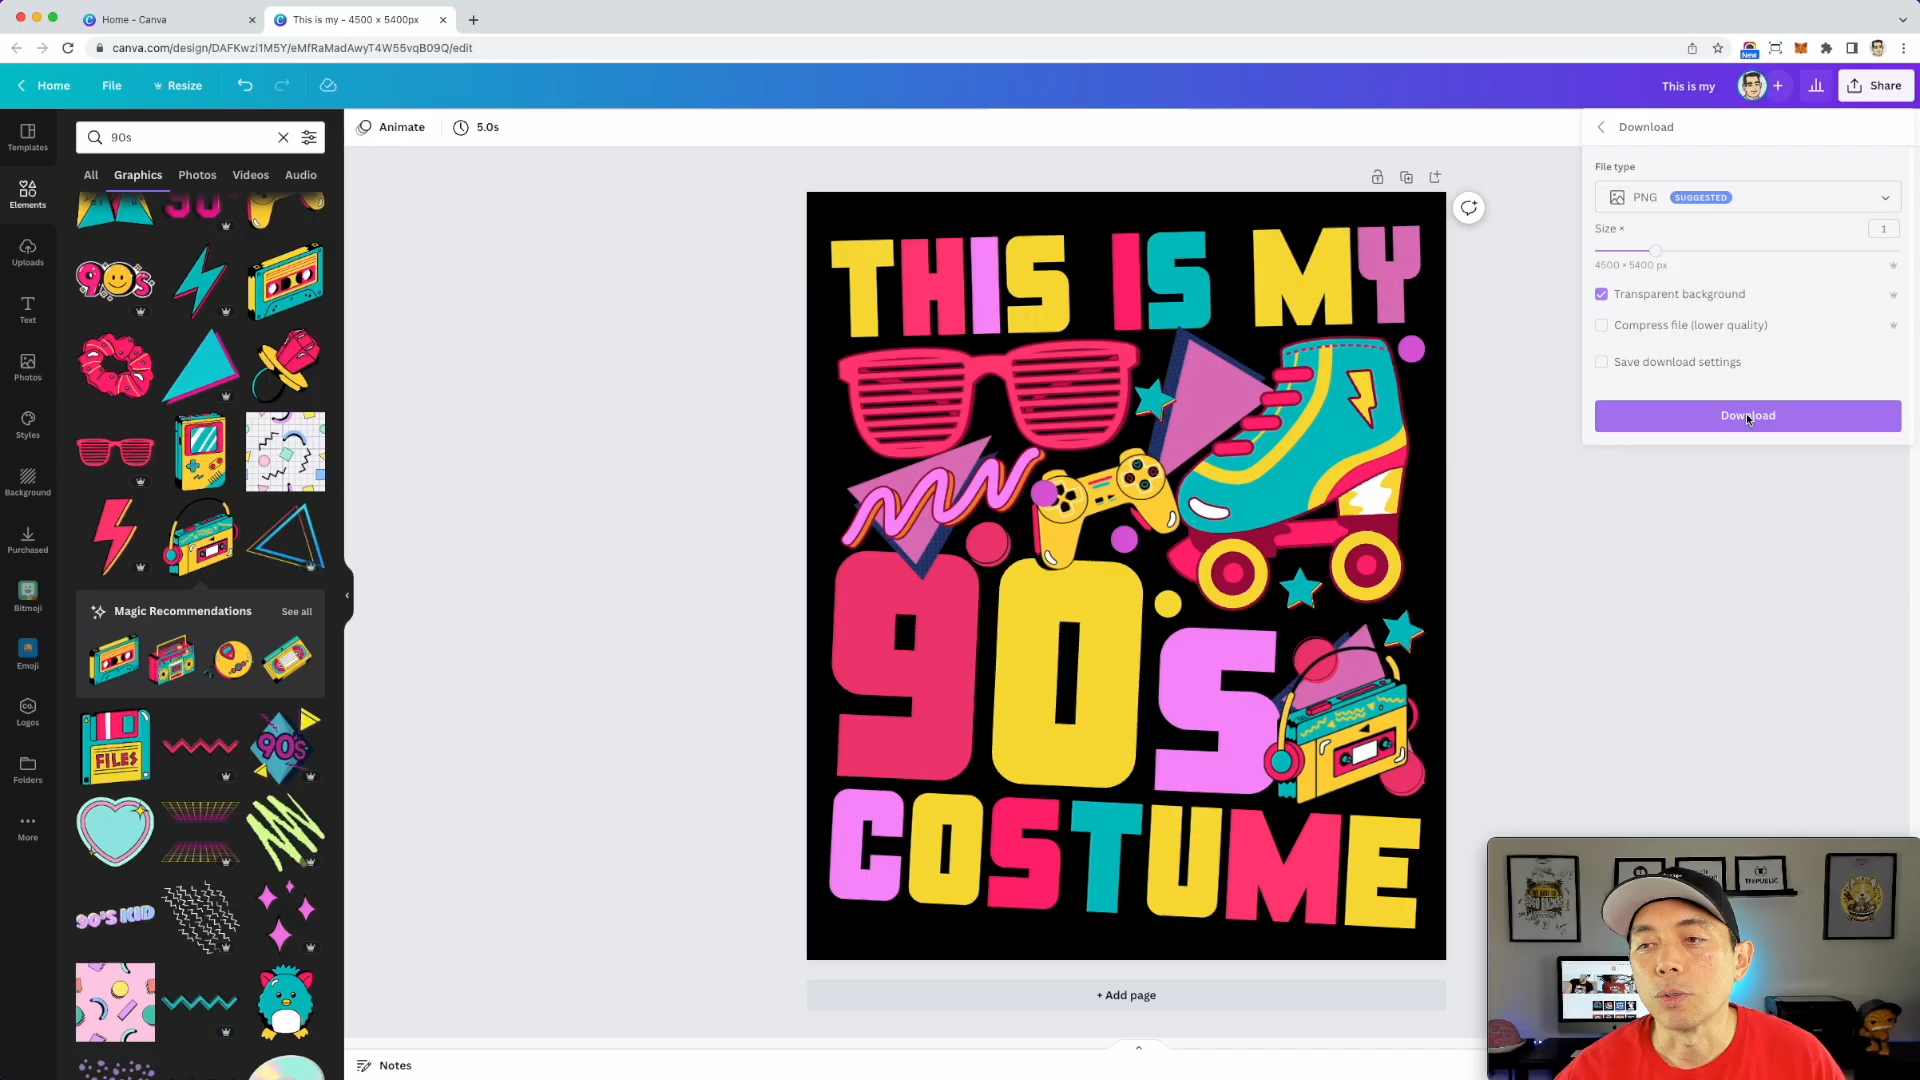 Home - Canva
This is my - 4500 × 5400px
canva.com/design/DAFKwzi1M5Y/eMfRaMadAwyT4W55vqB09Q/edit
New
Home
File
Resize
This is my
Share
Templates
Elements
Uploads
Text
Photos
Styles
Background
Purchased
Bitmoji
Emoji
Logos
Folders
More
90s
All
Graphics
Photos
Videos
Audio
90s
Magic Recommendations
See all
FILES
90's
90'S KID
Animate
5.0s
THIS IS MY
90s
COSTUME
+ Add page
Notes
Download
File type
PNG
SUGGESTED
Size ×
1
4500 × 5400 px
Transparent background
Compress file (lower quality)
Save download settings
Download
TEEPUBLIC